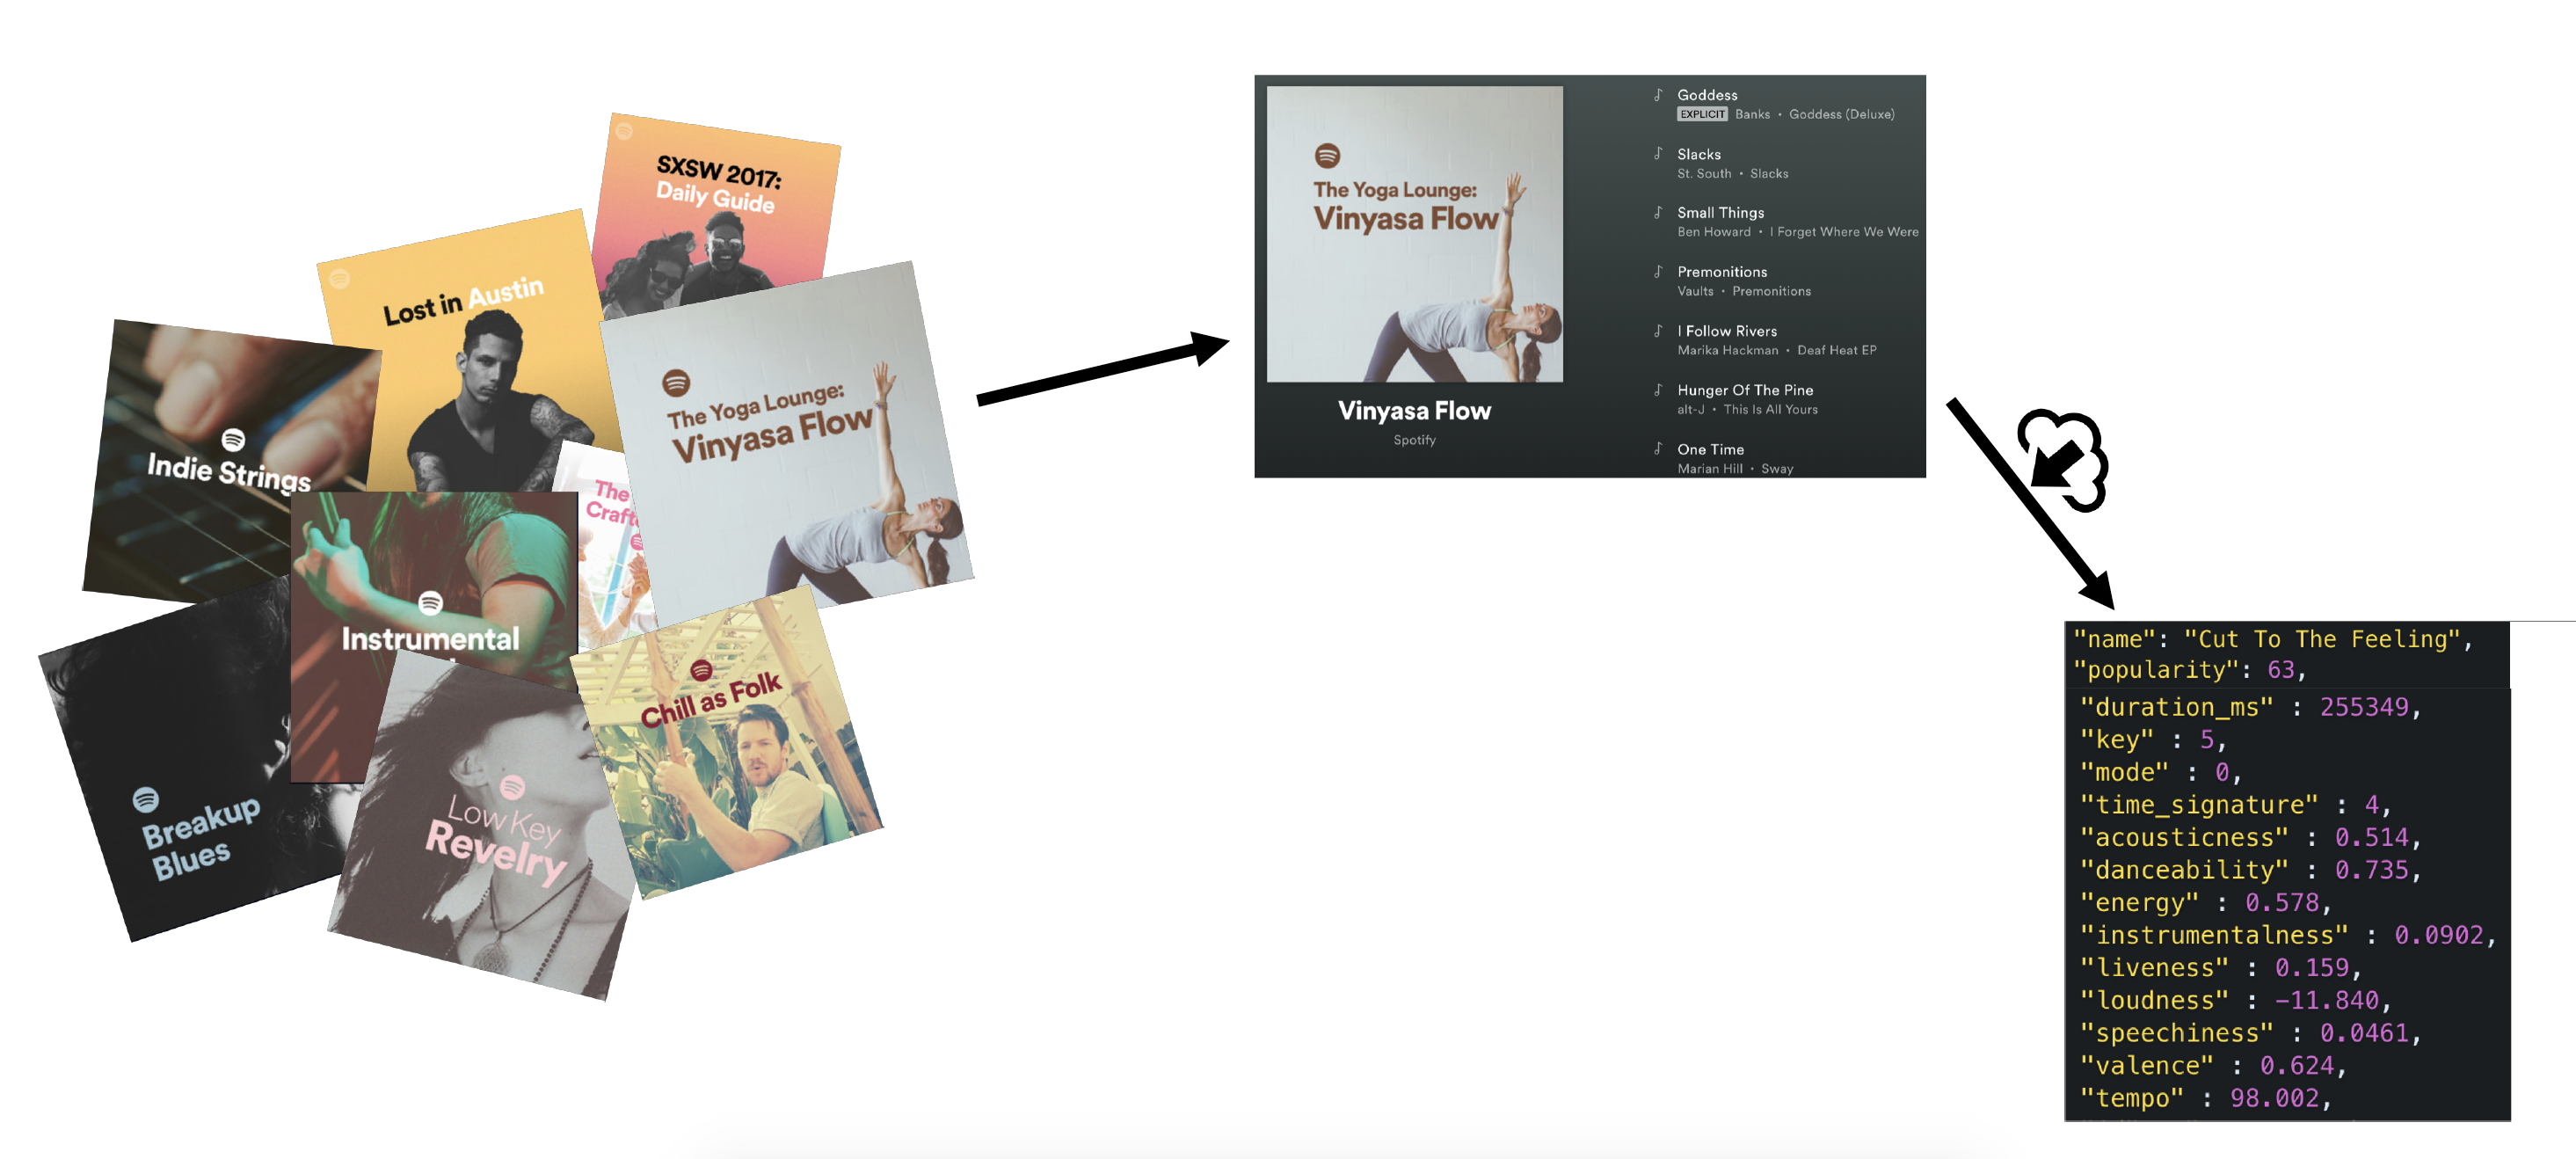 SXSW 2017:
Daily Guide
Lost in Austin
The Yoga Lounge:
Vinyasa Flow
Indie Strings
The
Instrumental
Chill as Folk
Breakup
Blues
Low Key
Revelry
The Yoga Lounge:
Vinyasa Flow
Vinyasa Flow
Spotify
Goddess
EXPLICIT Banks • Goddess (Deluxe)
Slacks
St. South • Slacks
Small Things
Ben Howard • I Forget Where We Were
Premonitions
Vaults • Premonitions
I Follow Rivers
Marika Hackman • Deaf Heat EP
Hunger Of The Pine
alt-J • This Is All Yours
One Time
Marian Hill • Sway
"name": "Cut To The Feeling",
"popularity": 63,
"duration_ms" : 255349,
"key" : 5,
"mode" : 0,
"time_signature" : 4,
"acousticness" : 0.514,
"danceability" : 0.735,
"energy" : 0.578,
"instrumentalness" : 0.0902,
"liveness" : 0.159,
"loudness" : -11.840,
"speechiness" : 0.0461,
"valence" : 0.624,
"tempo" : 98.002,